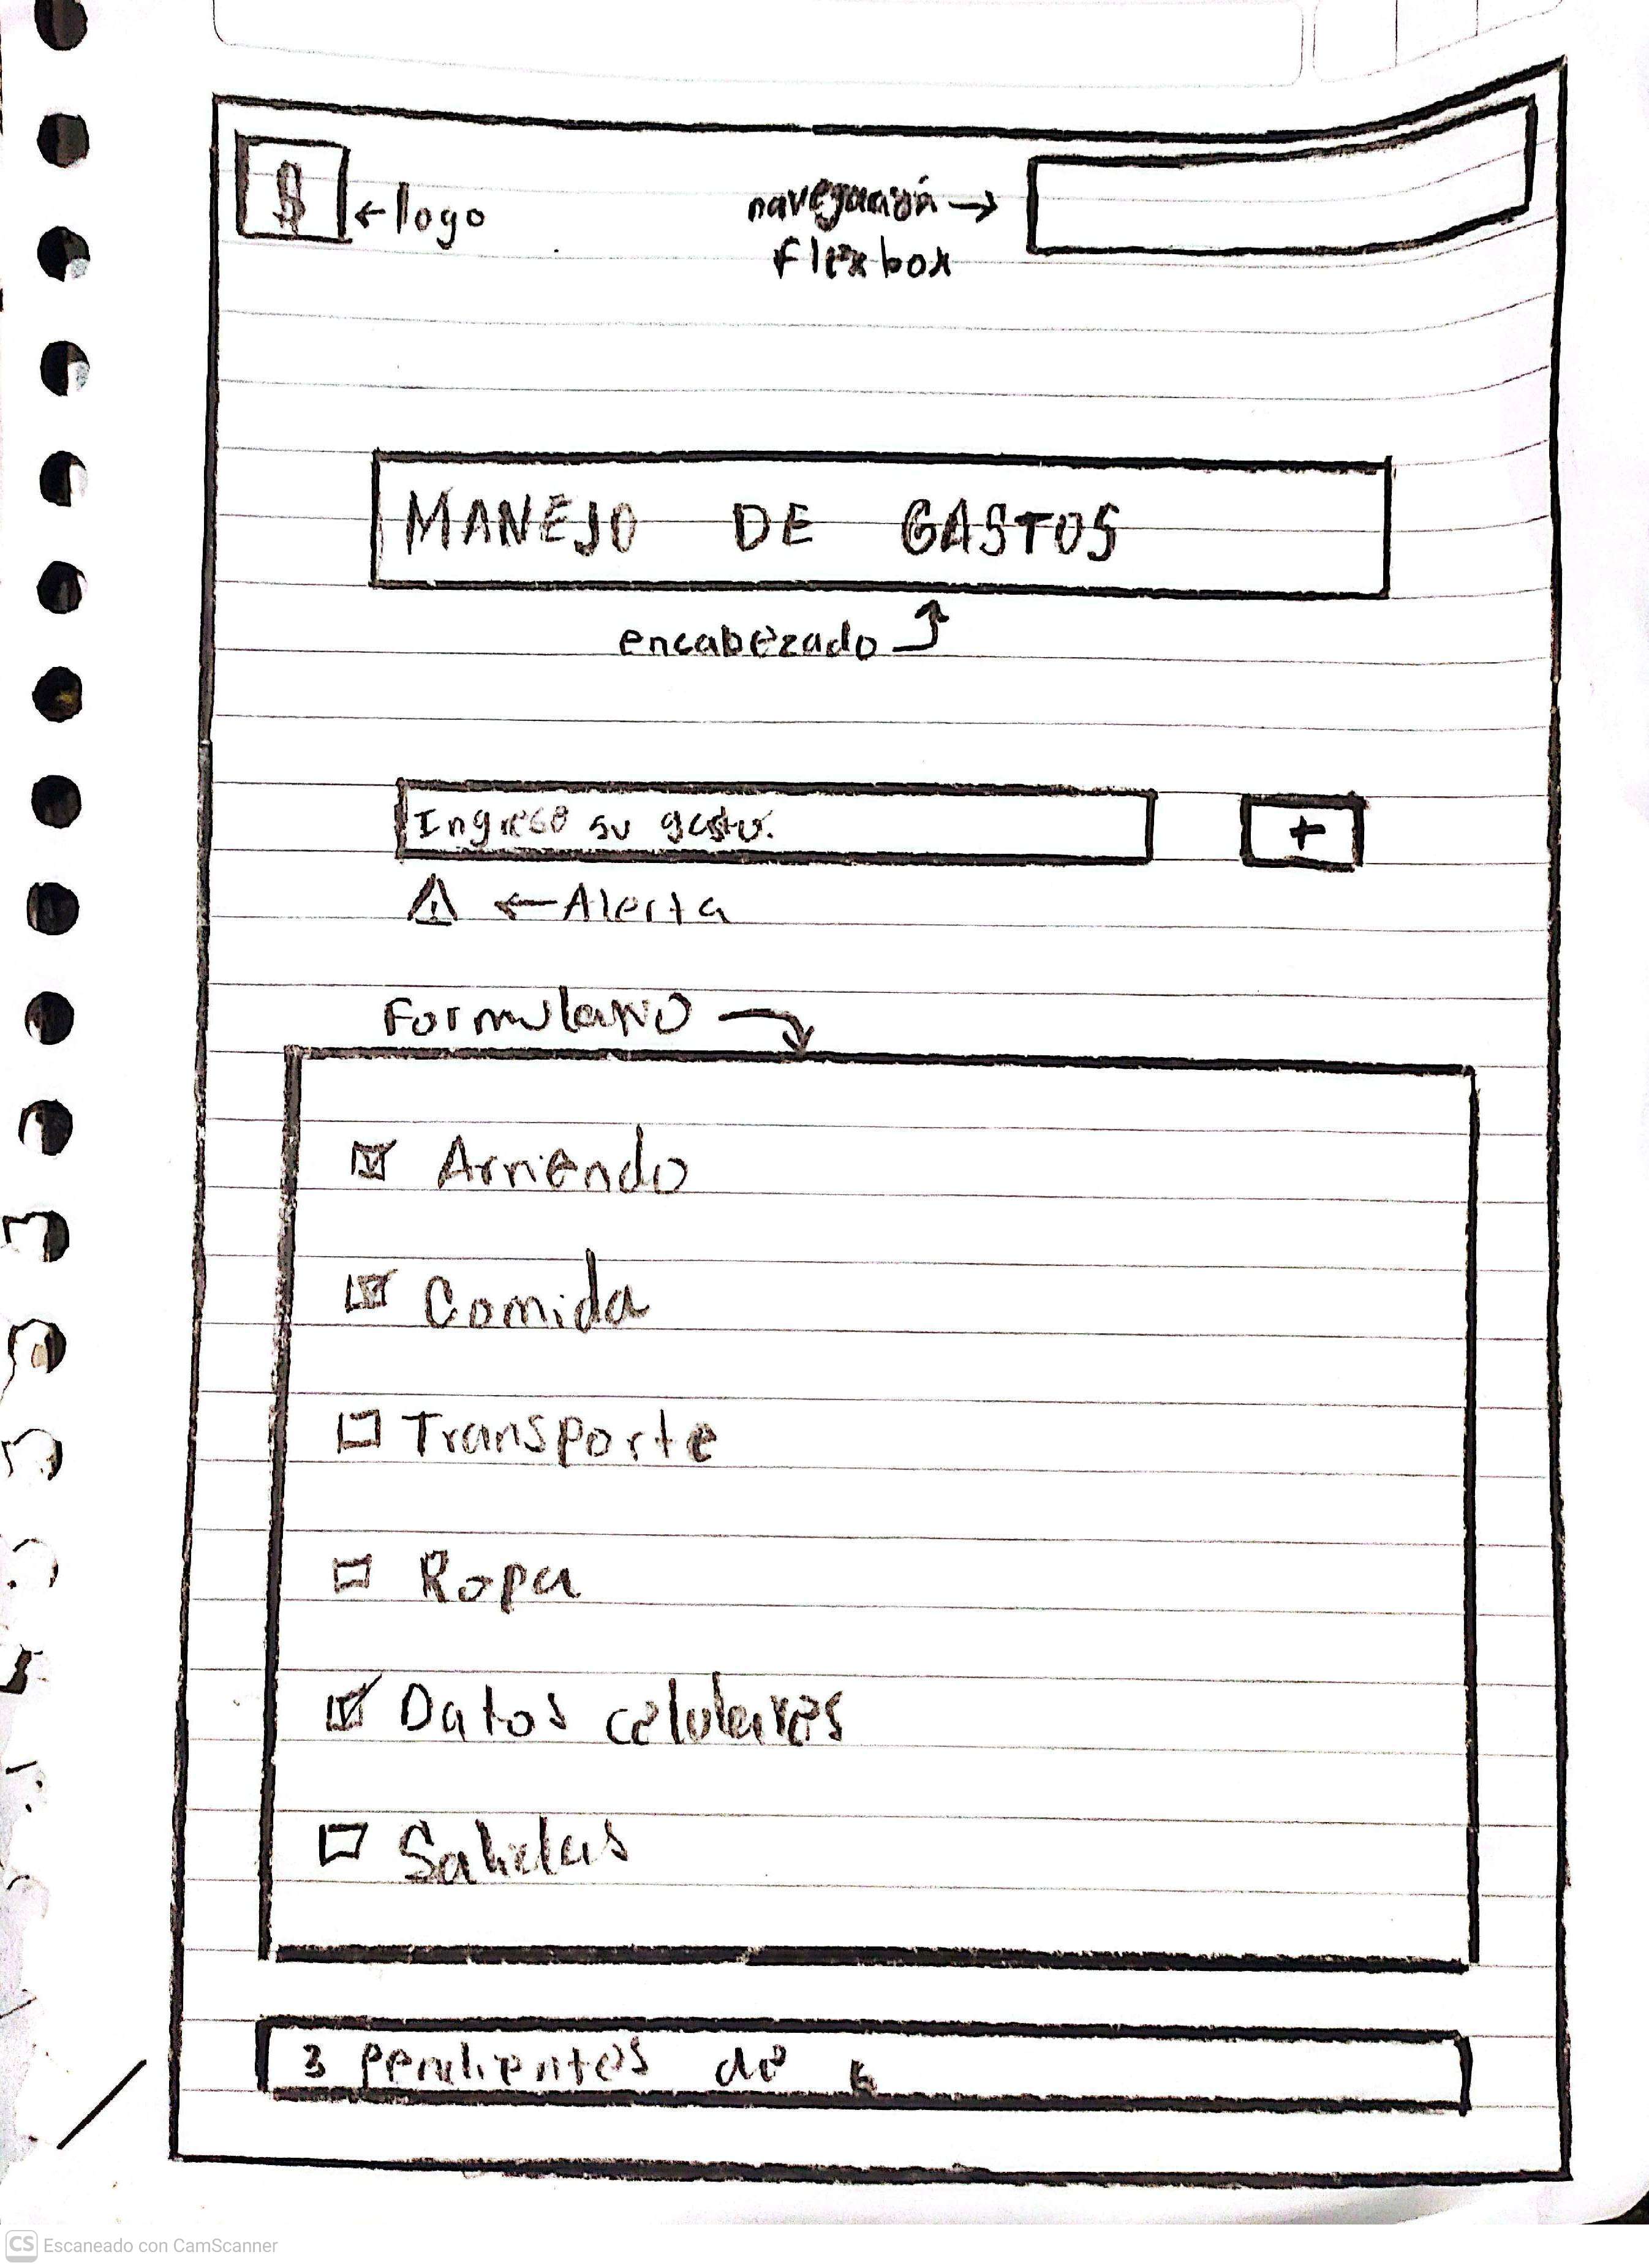 $ ← logo
navegación →
flexbox
MANEJO DE GASTOS
encabezado
Ingrese su gasto.
+
← Alerta
Formulario
Arriendo
Comida
Transporte
Ropa
Datos celulares
Salidas
3 pendientes de 6
CS Escaneado con CamScanner